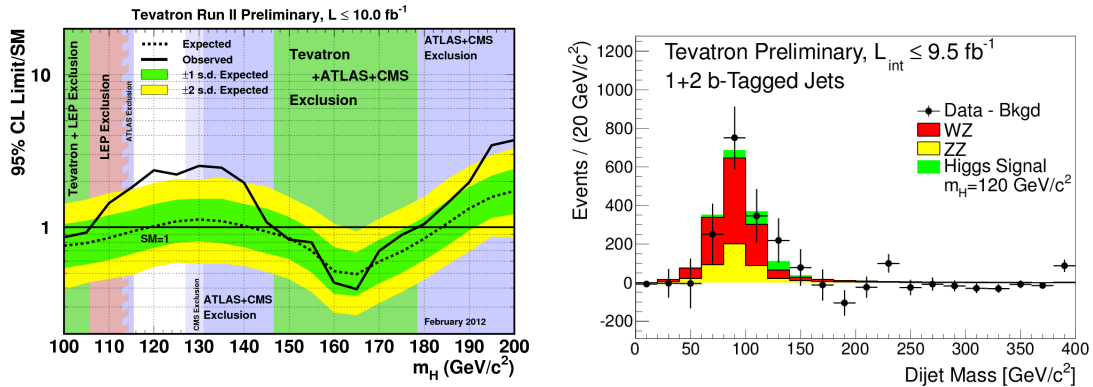 Tevatron Run II Preliminary, L ≤ 10.0 fb⁻¹
95% CL Limit/SM
10
1
Tevatron + LEP Exclusion
LEP Exclusion
ATLAS Exclusion
Expected
Observed
±1 s.d. Expected
±2 s.d. Expected
Tevatron
+ATLAS+CMS
Exclusion
ATLAS+CMS
Exclusion
SM=1
CMS Exclusion
ATLAS+CMS
Exclusion
February 2012
100 110 120 130 140 150 160 170 180 190 200
m_H (GeV/c²)
Tevatron Preliminary, L_int ≤ 9.5 fb⁻¹
1+2 b-Tagged Jets
Data - Bkgd
WZ
ZZ
Higgs Signal
m_H=120 GeV/c²
Events / (20 GeV/c²)
1200
1000
800
600
400
200
0
-200
0 50 100 150 200 250 300 350 400
Dijet Mass [GeV/c²]